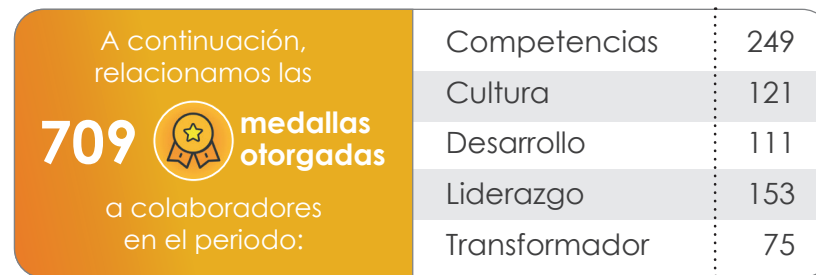 A continuación,
relacionamos las
709 medallas
otorgadas
a colaboradores
en el periodo:
Competencias 249
Cultura 121
Desarrollo 111
Liderazgo 153
Transformador 75